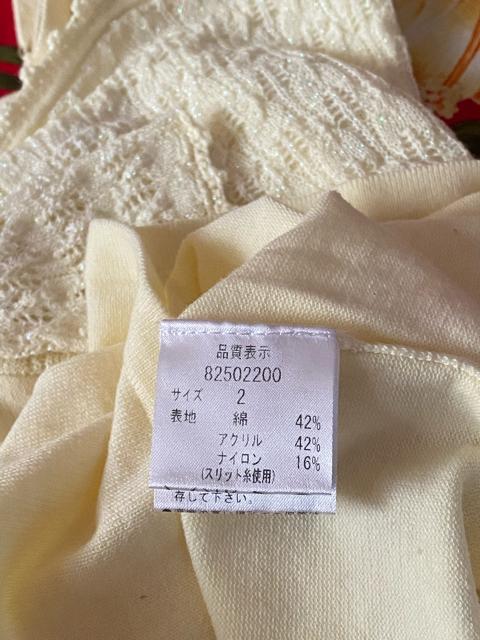 品質表示
82502200
サイズ 2
表地 綿 42%
アクリル 42%
ナイロン 16%
(スリット糸使用)
存して下さい。